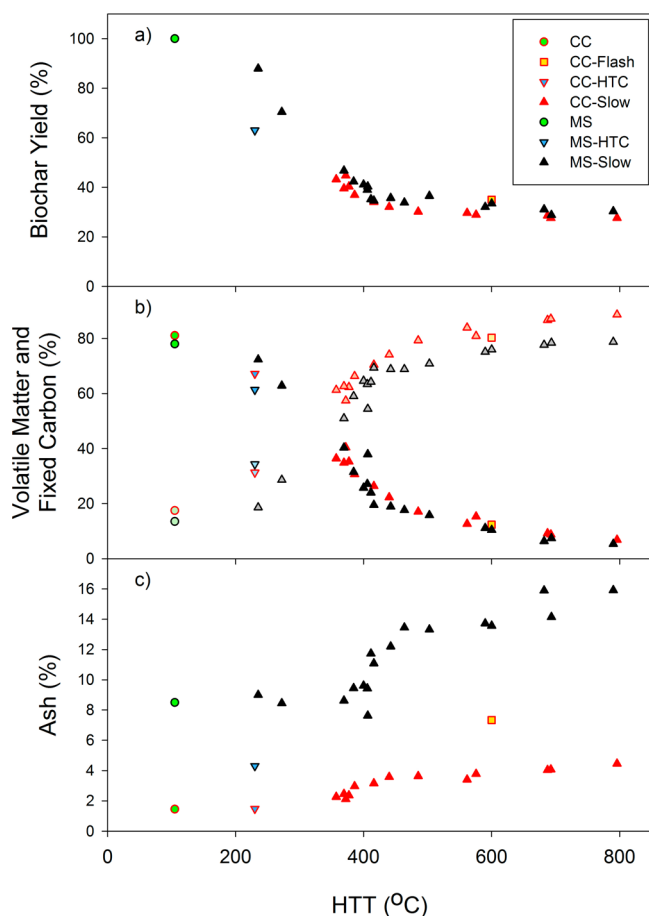 a)
CC
CC-Flash
CC-HTC
CC-Slow
MS
MS-HTC
MS-Slow
Biochar Yield (%)
100
80
60
40
20
0
b)
Volatile Matter and
Fixed Carbon (%)
80
60
40
20
0
c)
Ash (%)
16
14
12
10
8
6
4
2
0
0 200 400 600 800
HTT (ºC)